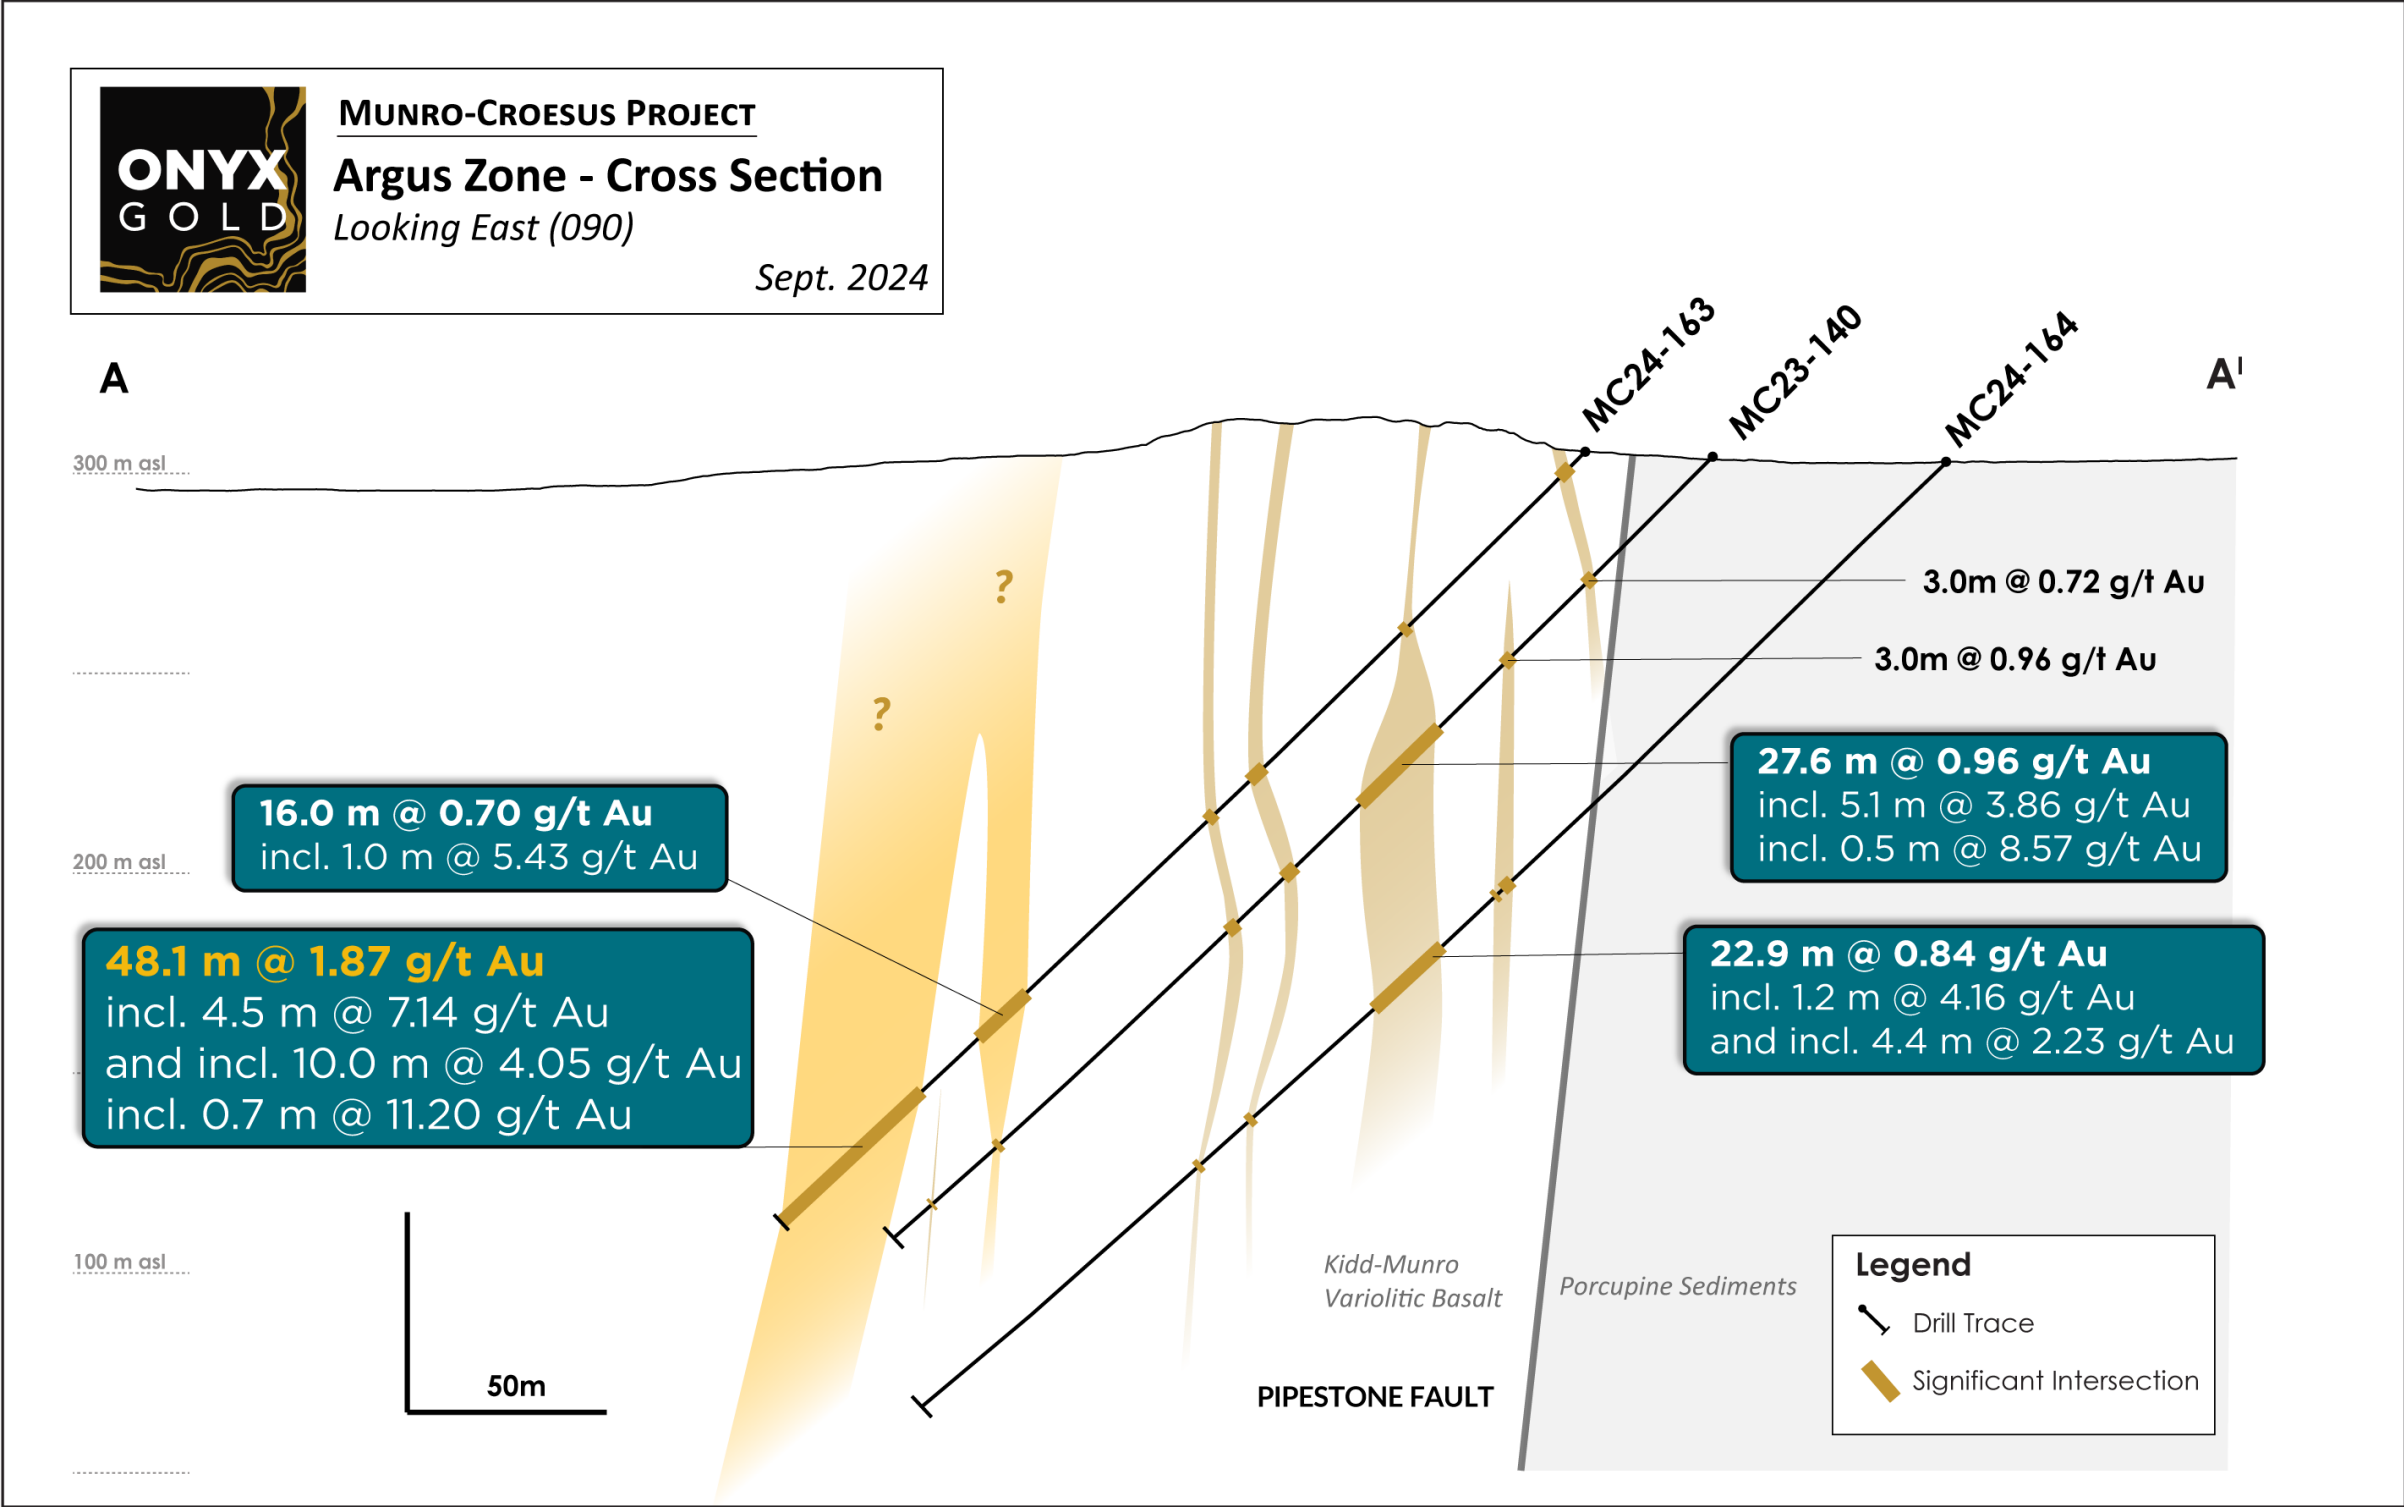 ONYX
GOLD
MUNRO-CROESUS PROJECT
Argus Zone - Cross Section
Looking East (090)
Sept. 2024
A
A'
MC24-163
MC23-140
MC24-164
300 m asl
200 m asl
100 m asl
?
?
3.0m @ 0.72 g/t Au
3.0m @ 0.96 g/t Au
27.6 m @ 0.96 g/t Au
incl. 5.1 m @ 3.86 g/t Au
incl. 0.5 m @ 8.57 g/t Au
16.0 m @ 0.70 g/t Au
incl. 1.0 m @ 5.43 g/t Au
48.1 m @ 1.87 g/t Au
incl. 4.5 m @ 7.14 g/t Au
and incl. 10.0 m @ 4.05 g/t Au
incl. 0.7 m @ 11.20 g/t Au
22.9 m @ 0.84 g/t Au
incl. 1.2 m @ 4.16 g/t Au
and incl. 4.4 m @ 2.23 g/t Au
50m
Kidd-Munro
Variolitic Basalt
Porcupine Sediments
PIPESTONE FAULT
Legend
Drill Trace
Significant Intersection